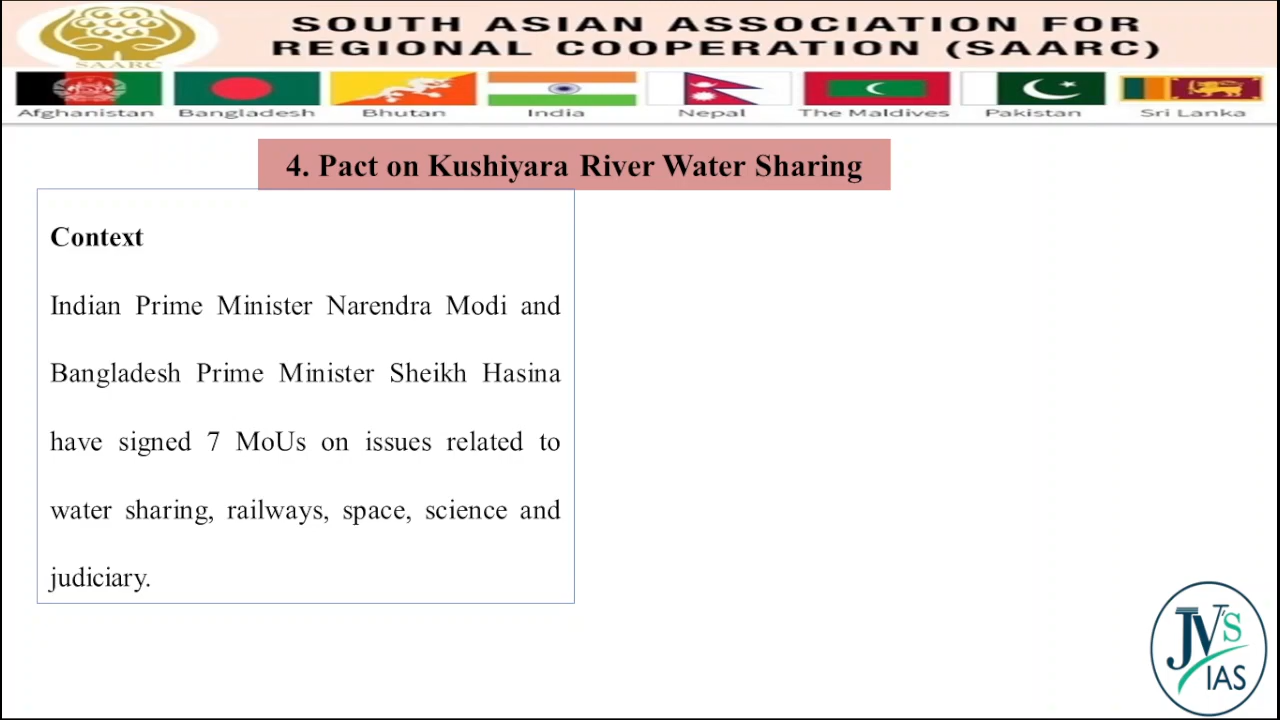 SOUTH ASIAN ASSOCIATION FOR
REGIONAL COOPERATION (SAARC)
SAARC
Afghanistan Bangladesh Bhutan India Nepal The Maldives Pakistan Sri Lanka
4. Pact on Kushiyara River Water Sharing
Context
Indian Prime Minister Narendra Modi and
Bangladesh Prime Minister Sheikh Hasina
have signed 7 MoUs on issues related to
water sharing, railways, space, science and
judiciary.
JV'S
IAS